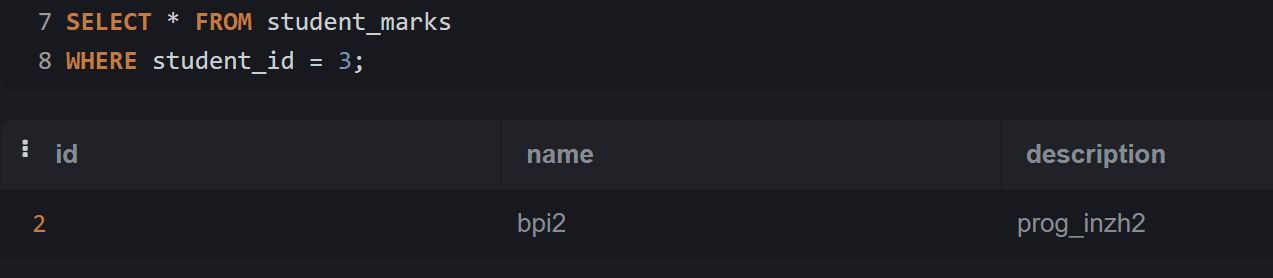 7 SELECT * FROM student_marks
8 WHERE student_id = 3;
id name description
2 bpi2 prog_inzh2